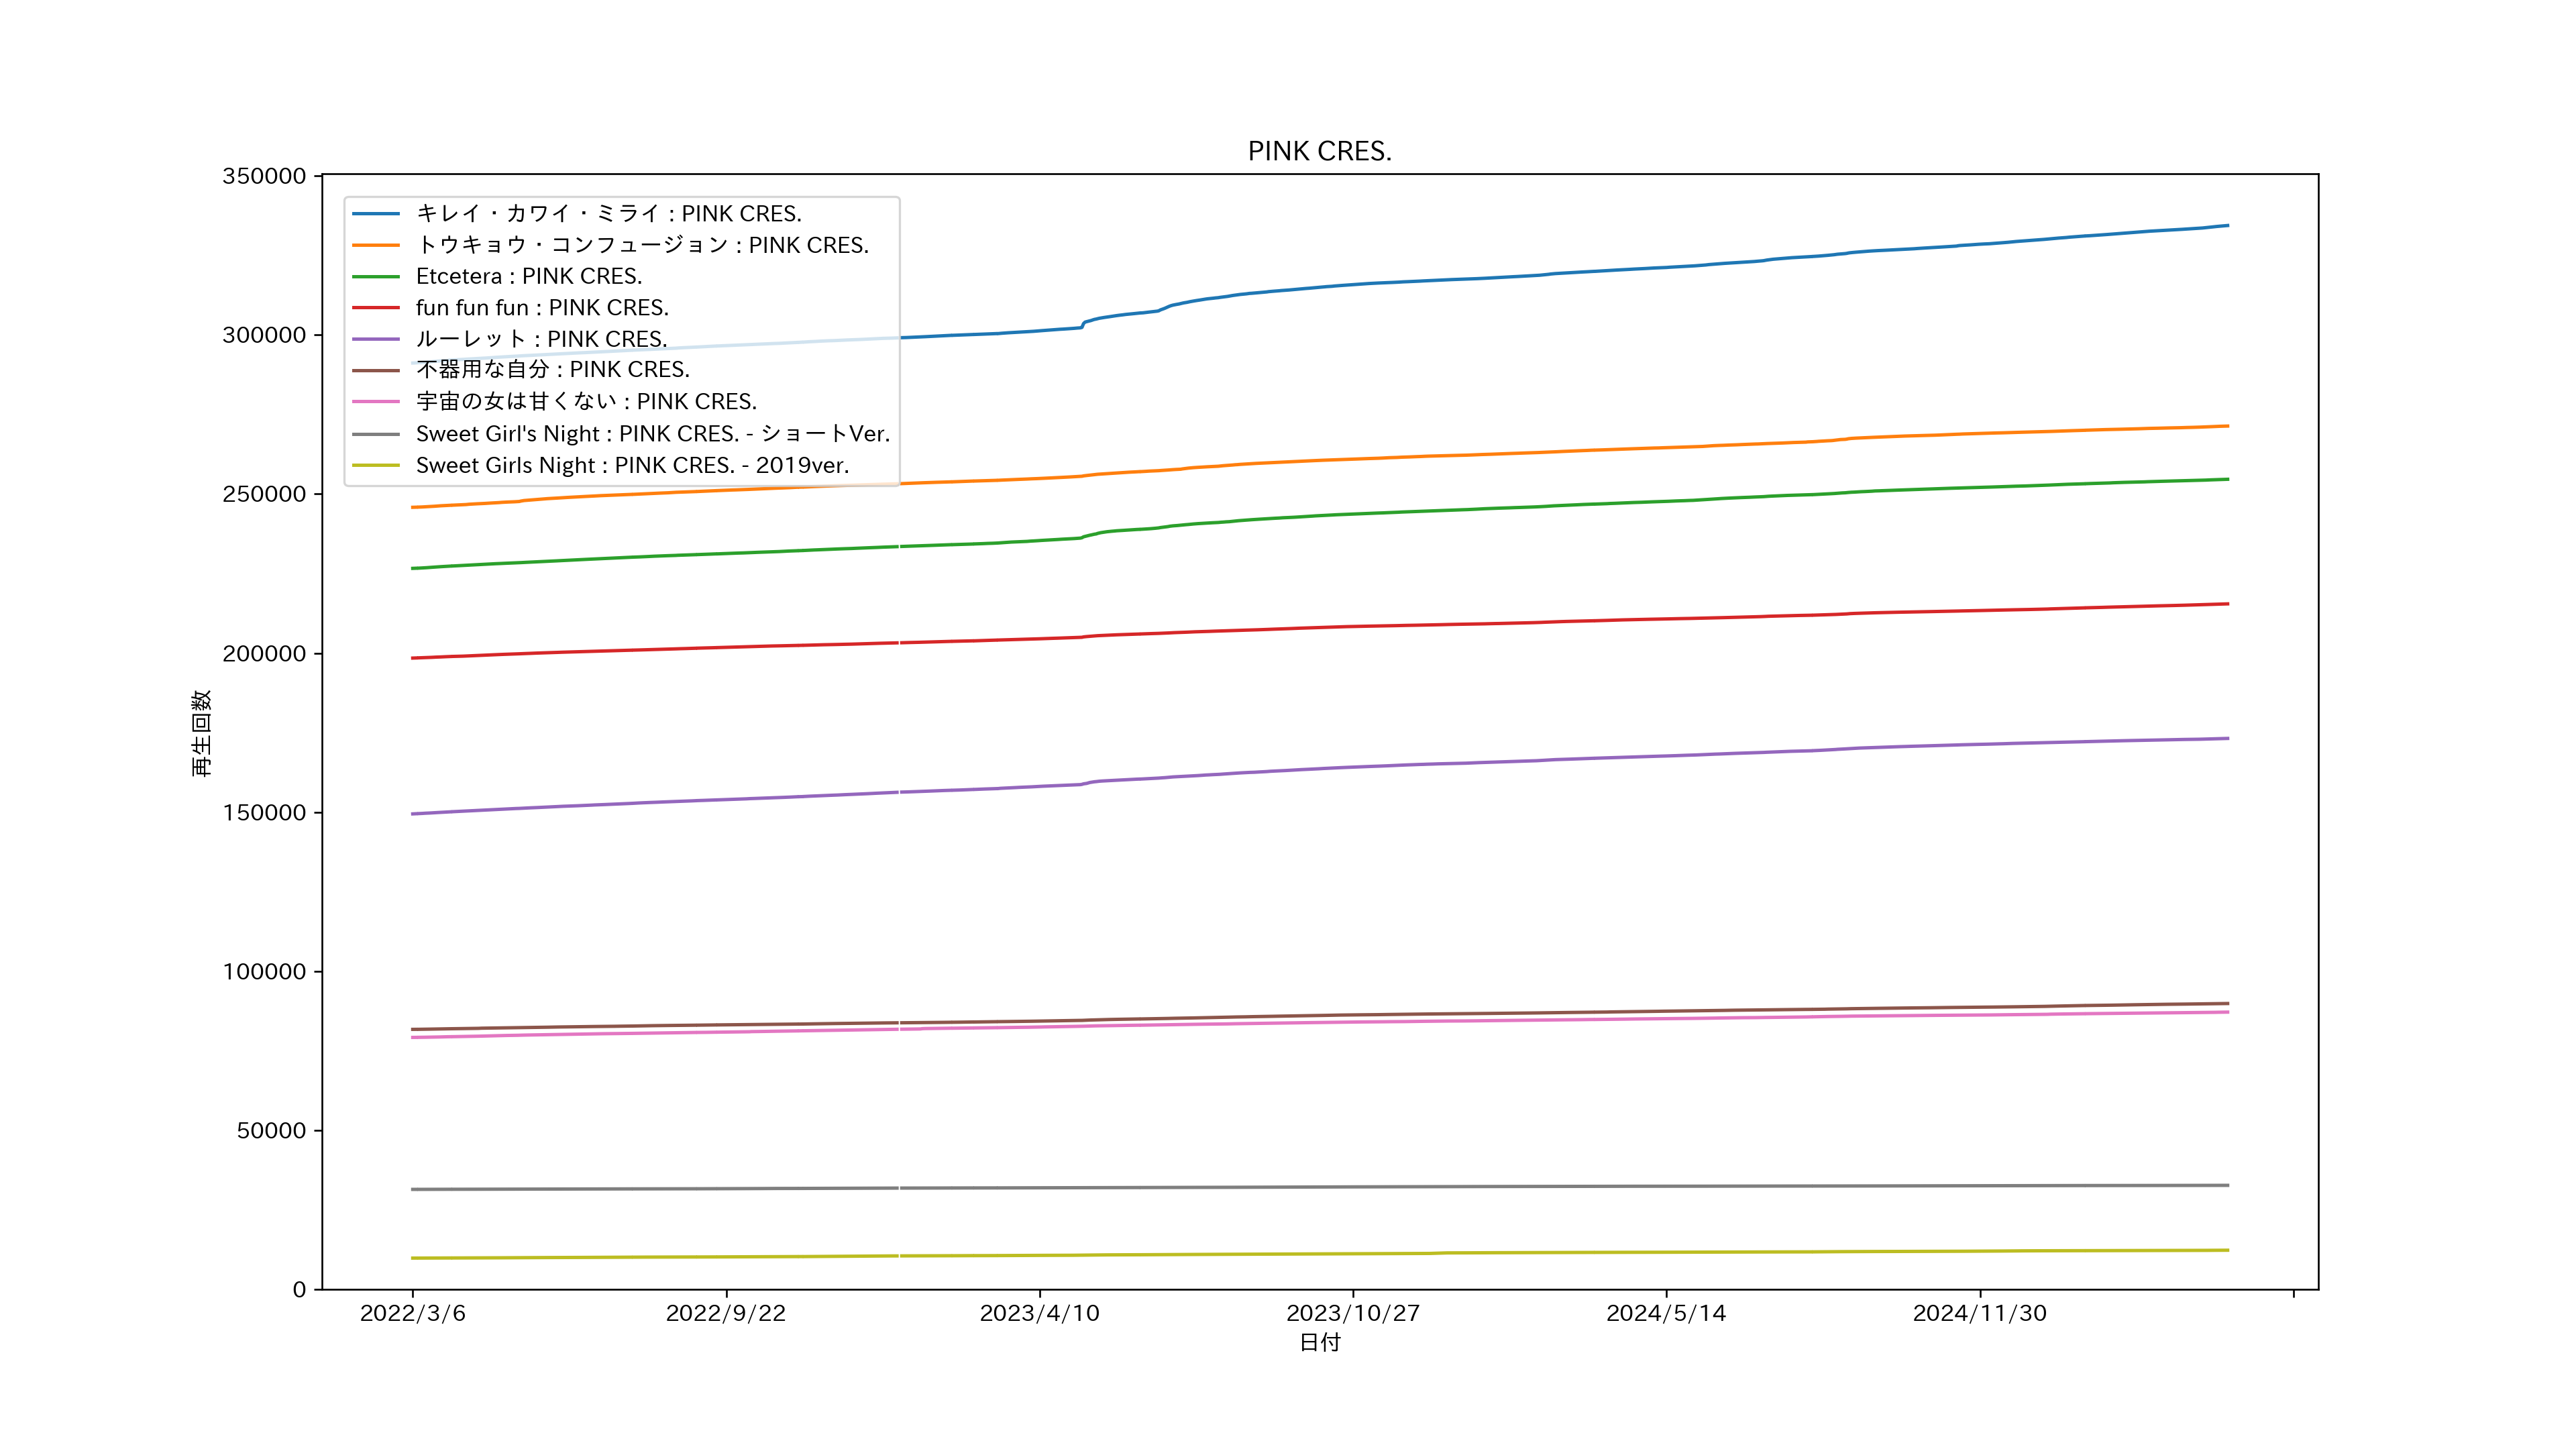 PINK CRES.
350000
300000
250000
200000
150000
100000
50000
0
再生回数
キレイ・カワイ・ミライ : PINK CRES.
トウキョウ・コンフュージョン : PINK CRES.
Etcetera : PINK CRES.
fun fun fun : PINK CRES.
ルーレット : PINK CRES.
不器用な自分 : PINK CRES.
宇宙の女は甘くない : PINK CRES.
Sweet Girl's Night : PINK CRES. - ショートVer.
Sweet Girls Night : PINK CRES. - 2019ver.
2022/3/6 2022/9/22 2023/4/10 2023/10/27 2024/5/14 2024/11/30
日付